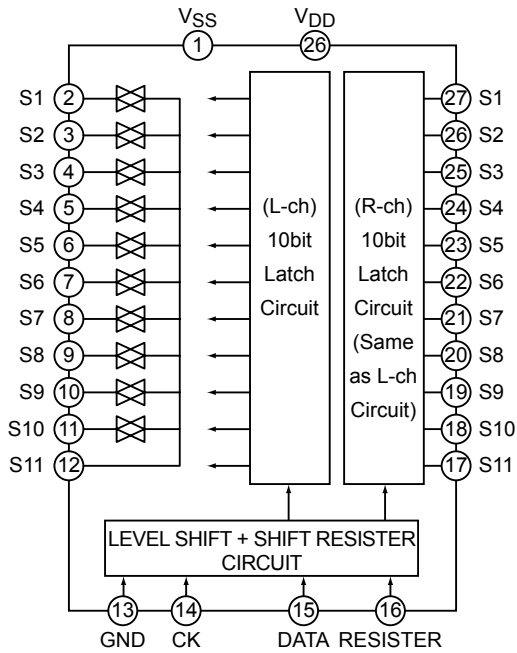 VSS VDD
1 26
S1 2 27 S1
S2 3 26 S2
S3 4 25 S3
S4 5 24 S4
S5 6 23 S5
S6 7 22 S6
S7 8 21 S7
S8 9 20 S8
S9 10 19 S9
S10 11 18 S10
S11 12 17 S11
(L-ch)
10bit
Latch
Circuit
(R-ch)
10bit
Latch
Circuit
(Same
as L-ch
Circuit)
LEVEL SHIFT + SHIFT RESISTER
CIRCUIT
13 14 15 16
GND CK DATA RESISTER